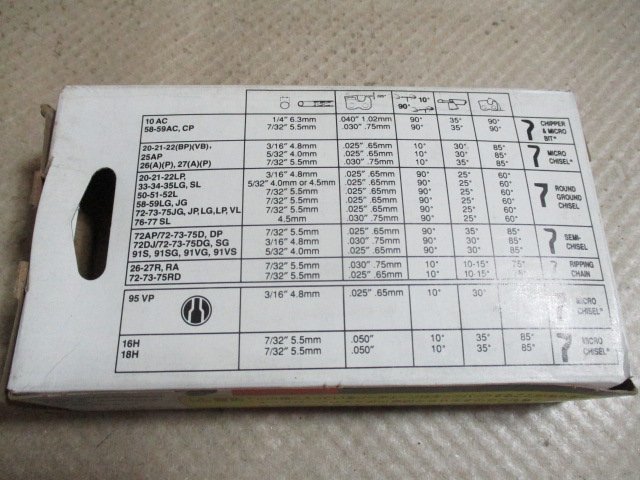 .025"
10°
90°
10 AC 1/4" 6.3mm .040" 1.02mm 90° 35° 90°
58-59AC, CP 7/32" 5.5mm .030" .75mm 90° 35° 90°
CHIPPER
& MICRO
BIT®
20-21-22(BP)(VB), 3/16" 4.8mm .025" .65mm 10° 30° 85°
25AP 5/32" 4.0mm .025" .65mm 10° 30° 85°
26(A)(P), 27(A)(P) 7/32" 5.5mm .030" .75mm 10° 30° 85°
MICRO
CHISEL®
20-21-22LP, 3/16" 4.8mm .025" .65mm 90° 25° 60°
33-34-35LG, SL 5/32" 4.0mm or 4.5mm .025" .65mm 90° 25° 60°
50-51-52L 7/32" 5.5mm .025" .65mm 90° 25° 60°
58-59LG, JG 7/32" 5.5mm .030" .75mm 90° 25° 60°
72-73-75JG, JP, LG, LP, VL 7/32" 5.5mm .025" .65mm 90° 25° 60°
76-77 SL 4.5mm .030" .75mm 90° 25° 60°
ROUND
GROUND
CHISEL
72AP/72-73-75D, DP 7/32" 5.5mm .025" .65mm 90° 35° 85°
72DJ/72-73-75DG, SG 3/16" 4.8mm .030" .75mm 90° 30° 85°
91S, 91SG, 91VG, 91VS 5/32" 4.0mm .025" .65mm 90° 30° 85°
SEMI-
CHISEL
26-27R, RA 7/32" 5.5mm .030" .75mm 10° 10-15° 75°
72-73-75RD 7/32" 5.5mm .025" .65mm 10° 10-15°
RIPPING
CHAIN
95 VP 3/16" 4.8mm .025" .65mm 10° 30°
MICRO
CHISEL®
16H 7/32" 5.5mm .050" 10° 35° 85°
18H 7/32" 5.5mm .050" 10° 35° 85°
MICRO
CHISEL®